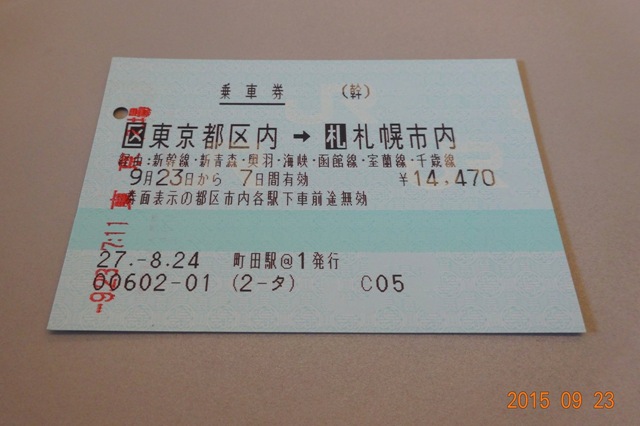 乗車券 (幹)
区東京都区内 → 札札幌市内
経由:新幹線・新青森・奥羽・海峡・函館線・室蘭線・千歳線
9月23日から 7日間有効 ¥14,470
券面表示の都区市内各駅下車前途無効
27.-8.24 町田駅@1発行
00602-01 (2-タ) C05
-9.23 7:11
2015 09 23